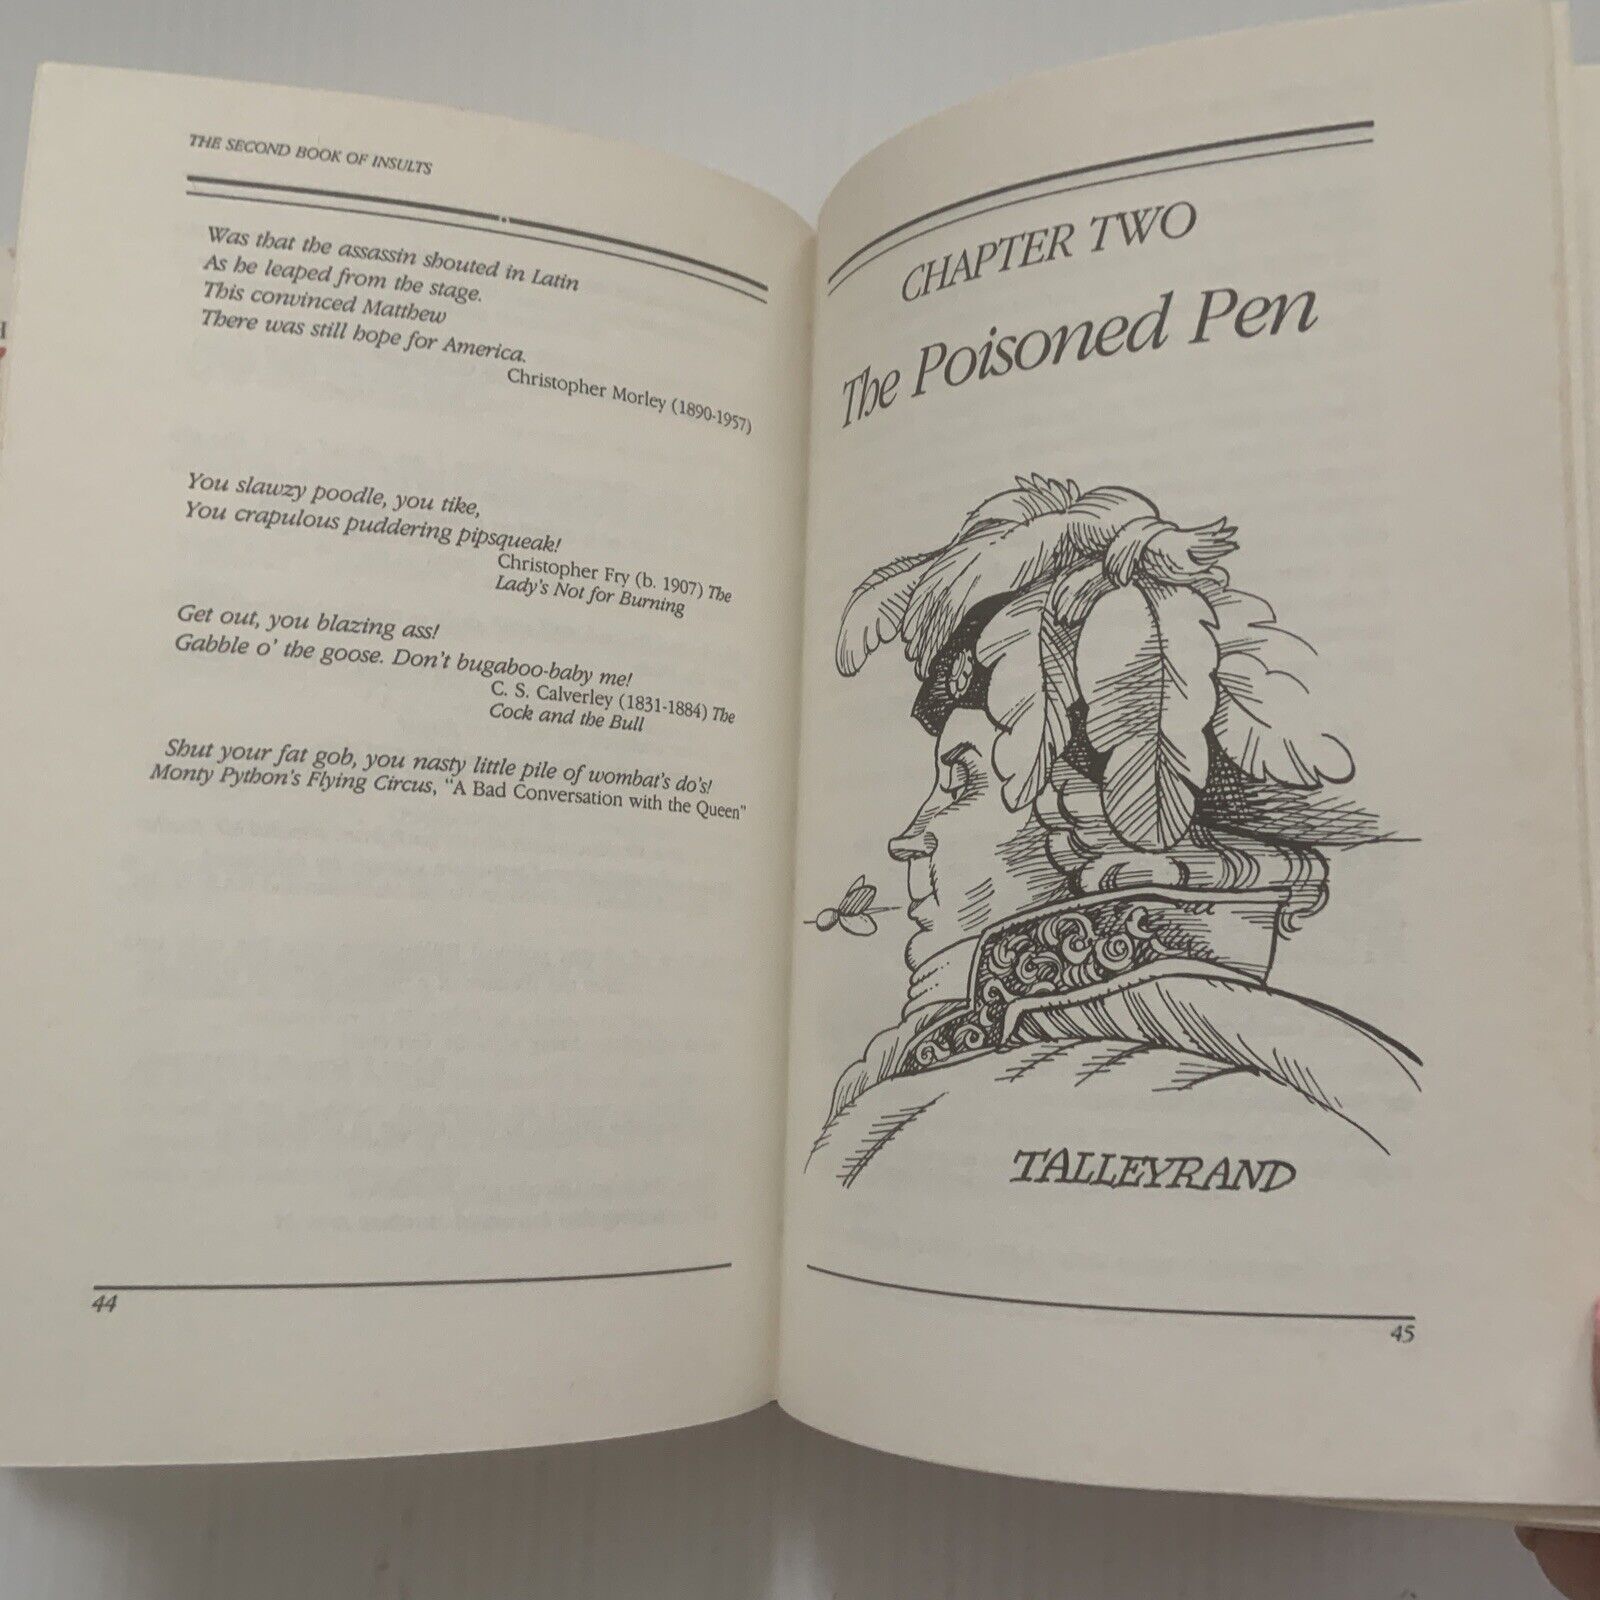 THE SECOND BOOK OF INSULTS
Was that the assassin shouted in Latin
As he leaped from the stage.
This convinced Matthew
There was still hope for America.
Christopher Morley (1890-1957)
You slawzy poodle, you tike,
You crapulous puddering pipsqueak!
Christopher Fry (b. 1907) The
Lady's Not for Burning
Get out, you blazing ass!
Gabble o' the goose. Don't bugaboo-baby me!
C. S. Calverley (1831-1884) The
Cock and the Bull
Shut your fat gob, you nasty little pile of wombat's do's!
Monty Python's Flying Circus, "A Bad Conversation with the Queen"
44
CHAPTER TWO
The Poisoned Pen
TALLEYRAND
45